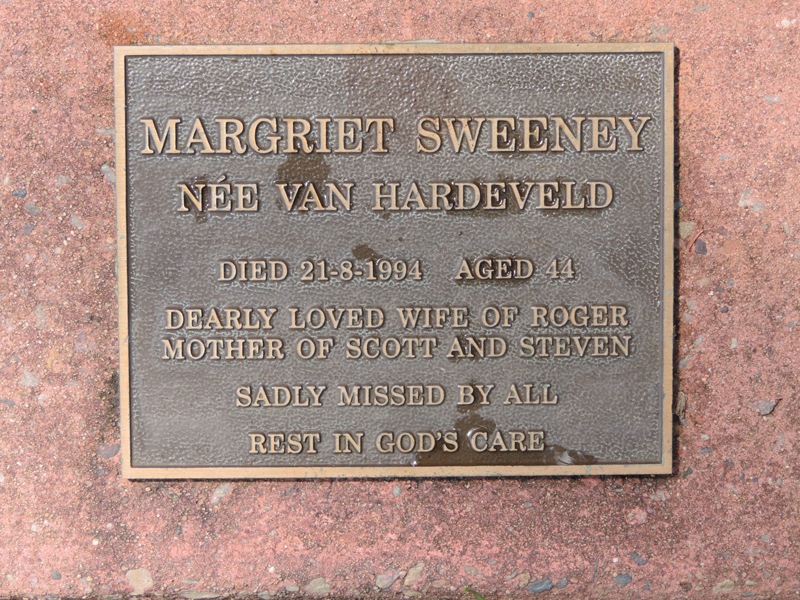 MARGRIET SWEENEY
NÉE VAN HARDEVELD
DIED 21-8-1994 AGED 44
DEARLY LOVED WIFE OF ROGER
MOTHER OF SCOTT AND STEVEN
SADLY MISSED BY ALL
REST IN GOD'S CARE